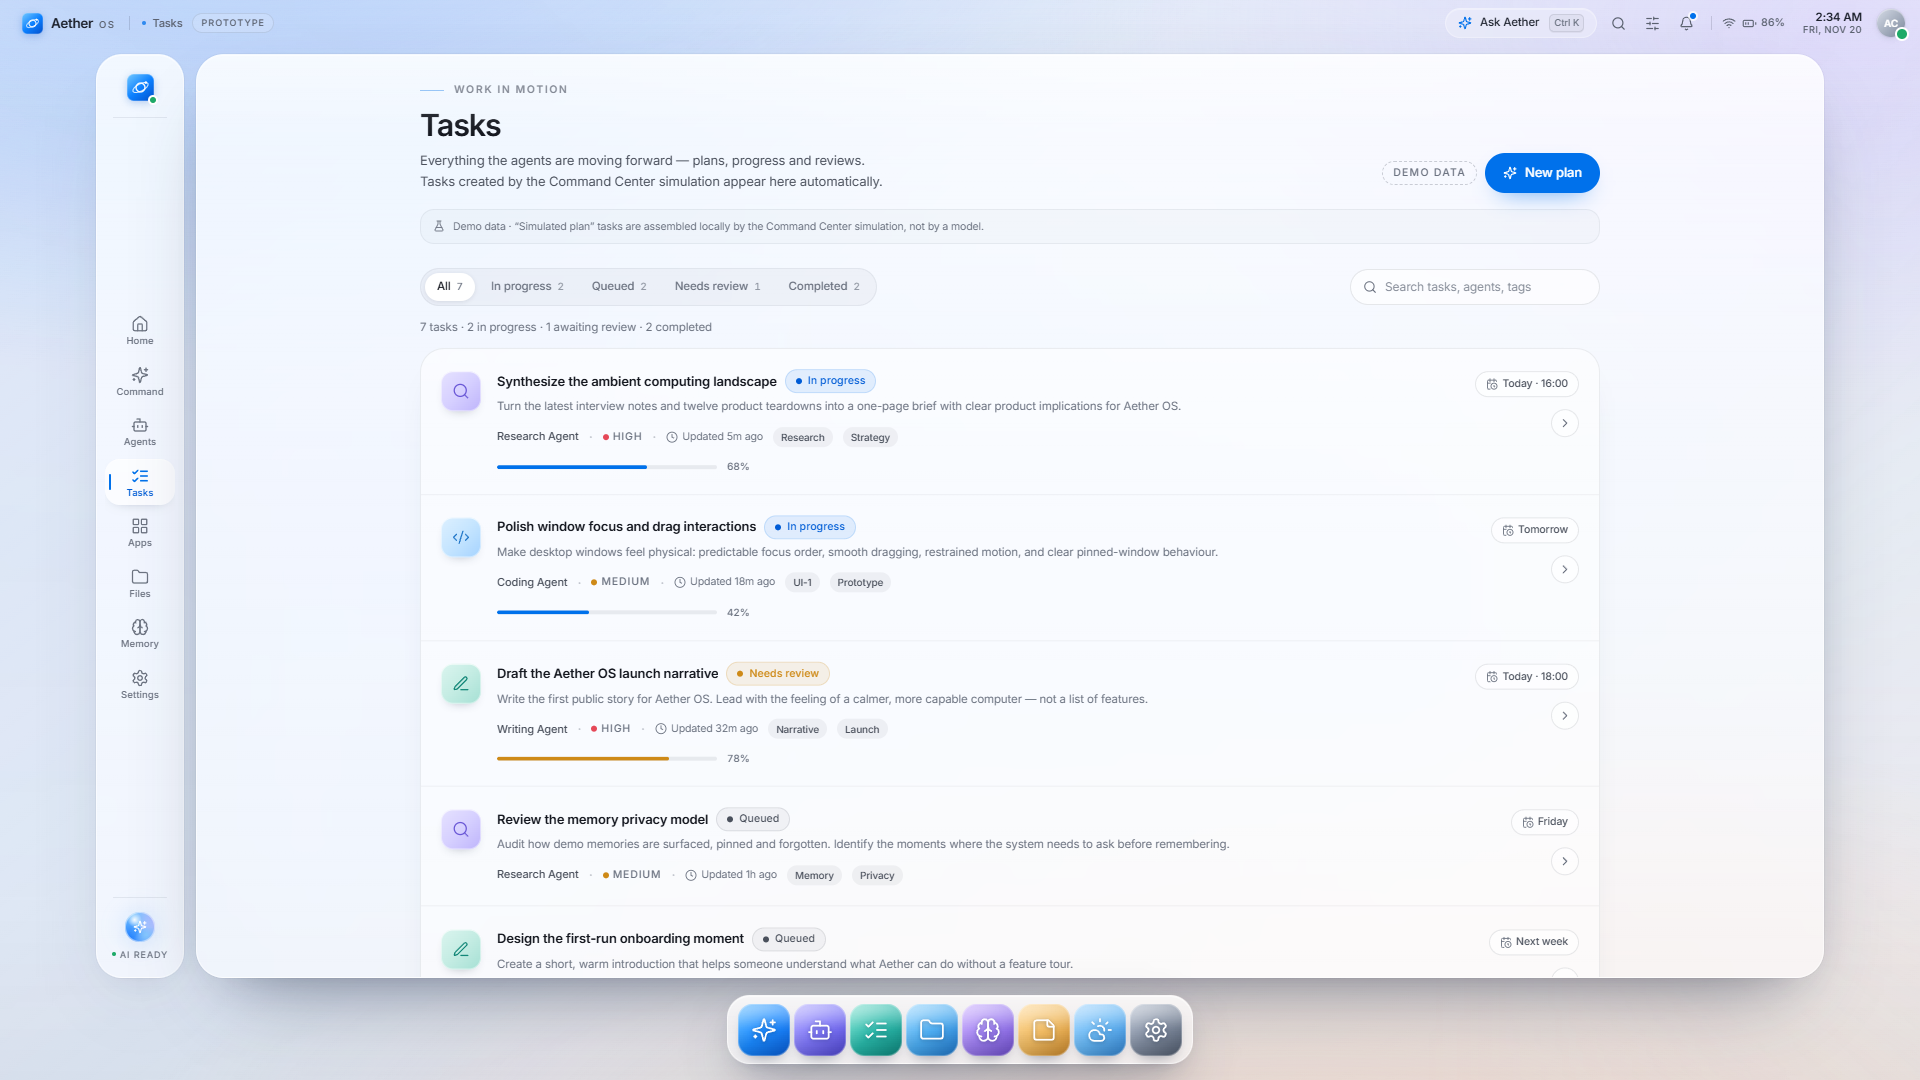 Aether OS Tasks PROTOTYPE
Ask Aether Ctrl K 86% 2:34 AM
FRI, NOV 20
AC
Home
Command
Agents
Tasks
Apps
Files
Memory
Settings
AI READY
WORK IN MOTION
Tasks
Everything the agents are moving forward — plans, progress and reviews.
Tasks created by the Command Center simulation appear here automatically.
DEMO DATA New plan
Demo data · “Simulated plan” tasks are assembled locally by the Command Center simulation, not by a model.
All 7 In progress 2 Queued 2 Needs review 1 Completed 2
Search tasks, agents, tags
7 tasks · 2 in progress · 1 awaiting review · 2 completed
Synthesize the ambient computing landscape In progress Today · 16:00
Turn the latest interview notes and twelve product teardowns into a one-page brief with clear product implications for Aether OS.
Research Agent · HIGH · Updated 5m ago Research Strategy
68%
Polish window focus and drag interactions In progress Tomorrow
Make desktop windows feel physical: predictable focus order, smooth dragging, restrained motion, and clear pinned-window behaviour.
Coding Agent · MEDIUM · Updated 18m ago UI-1 Prototype
42%
Draft the Aether OS launch narrative Needs review Today · 18:00
Write the first public story for Aether OS. Lead with the feeling of a calmer, more capable computer — not a list of features.
Writing Agent · HIGH · Updated 32m ago Narrative Launch
78%
Review the memory privacy model Queued Friday
Audit how demo memories are surfaced, pinned and forgotten. Identify the moments where the system needs to ask before remembering.
Research Agent · MEDIUM · Updated 1h ago Memory Privacy
Design the first-run onboarding moment Queued Next week
Create a short, warm introduction that helps someone understand what Aether can do without a feature tour.